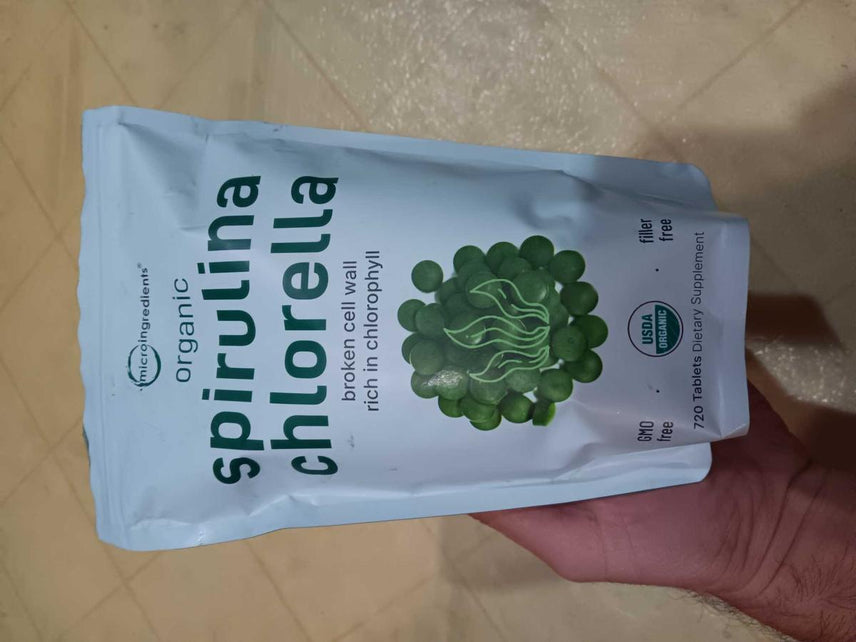 microingredients®
organic
spirulina
chlorella
broken cell wall
rich in chlorophyll
GMO
free
·
USDA
ORGANIC
·
filler
free
720 Tablets Dietary Supplement